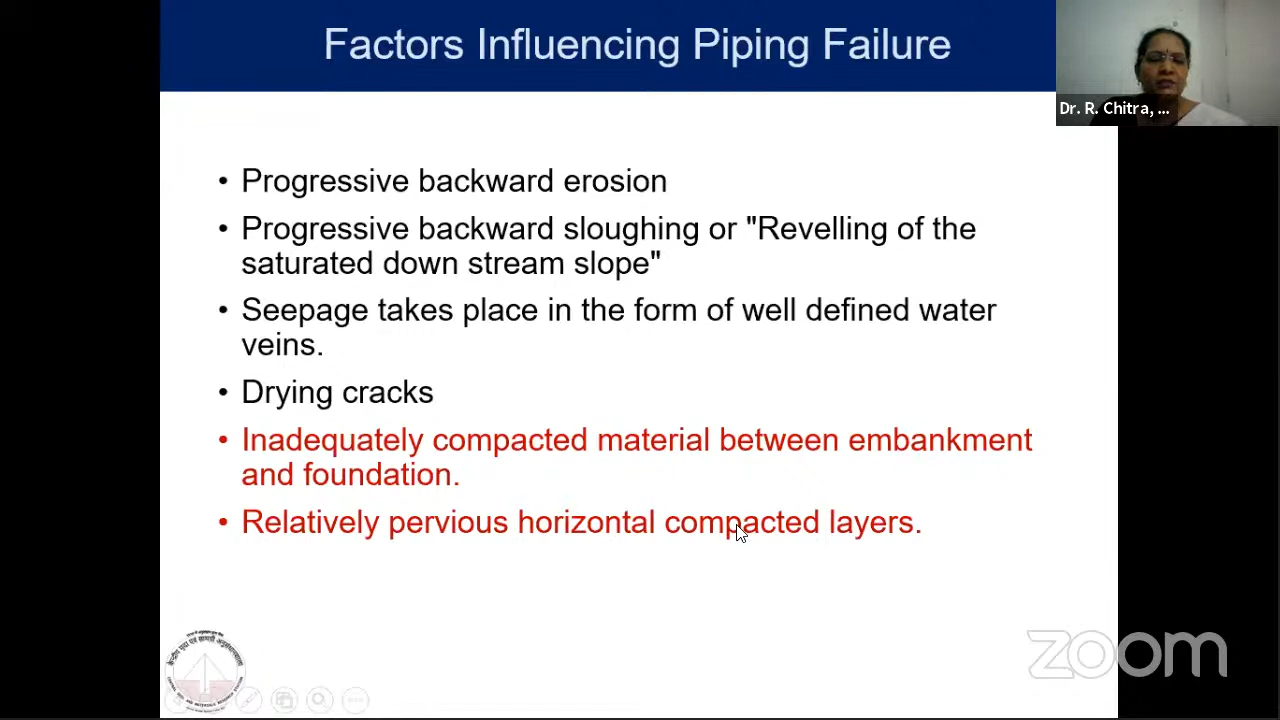 Factors Influencing Piping Failure
Dr. R. Chitra, ...
• Progressive backward erosion
• Progressive backward sloughing or "Revelling of the
saturated down stream slope"
• Seepage takes place in the form of well defined water
veins.
• Drying cracks
• Inadequately compacted material between embankment
and foundation.
• Relatively pervious horizontal compacted layers.
zoom